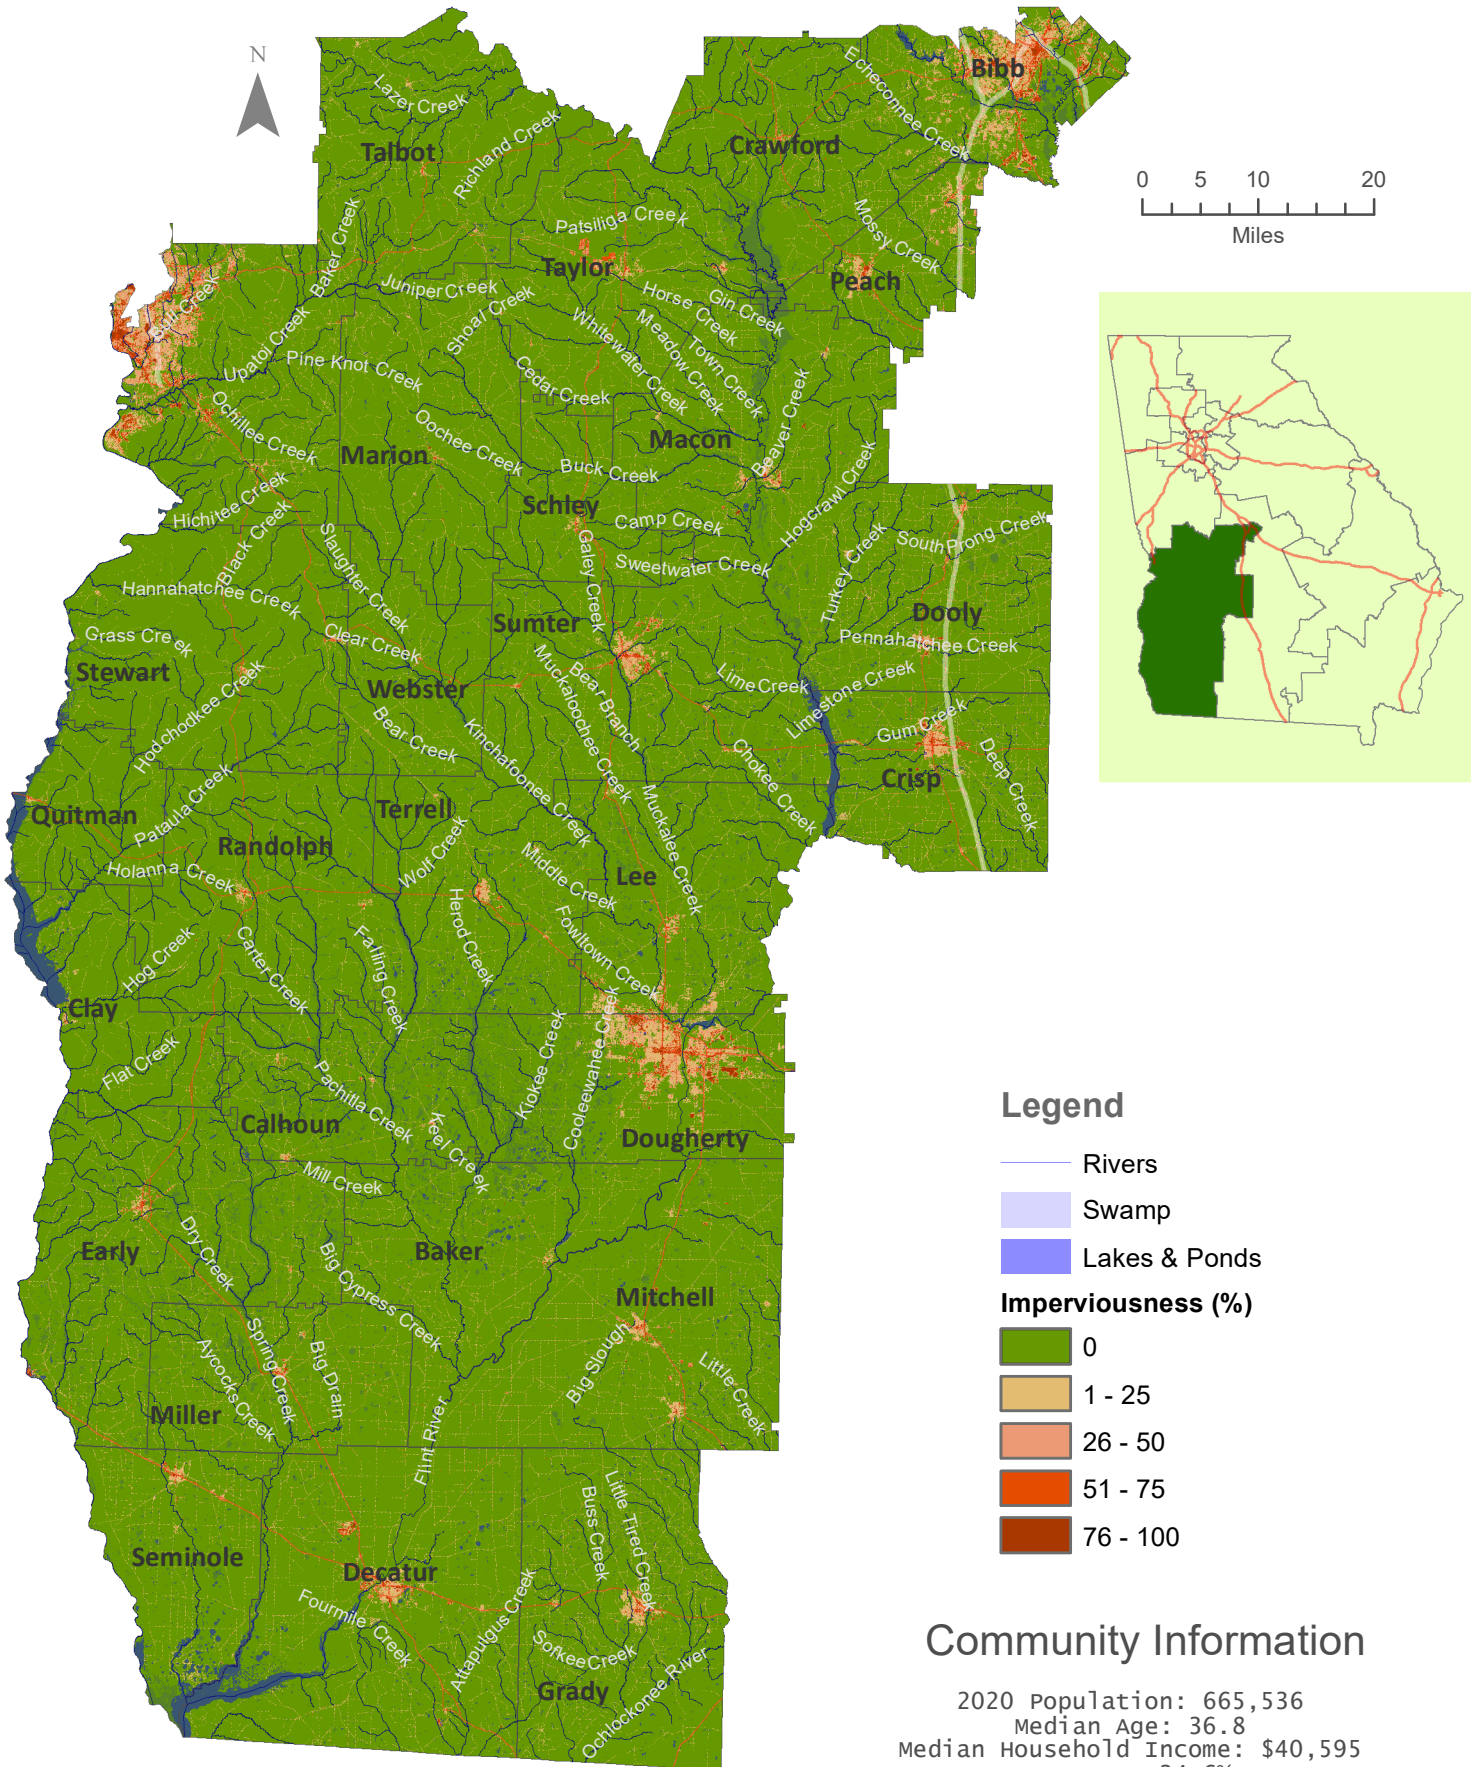 N
Bibb
Echeconnee Creek
Lazer Creek
Crawford
Talbot
Richland Creek
0 5 10 20
Miles
Patsiliga Creek
Mossy Creek
Baker Creek
Taylor
Peach
Juniper Creek
Horse Creek
Gin Creek
Bull Creek
Shoal Creek
Whitewater Creek
Meadow Creek
Town Creek
Upatoi Creek
Pine Knot Creek
Cedar Creek
Beaver Creek
Ochillee Creek
Oochee Creek
Macon
Marion
Buck Creek
Hogcrawl Creek
Hichitee Creek
Schley
Camp Creek
South Prong Creek
Black Creek
Slaughter Creek
Galey Creek
Sweetwater Creek
Turkey Creek
Hannahatchee Creek
Dooly
Sumter
Grass Creek
Clear Creek
Pennahatchee Creek
Stewart
Muckaloochee Creek
Bear Branch
Lime Creek
Limestone Creek
Webster
Hodchodkee Creek
Bear Creek
Kinchafoonee Creek
Gum Creek
Chokee Creek
Deep Creek
Crisp
Pataula Creek
Muckalee Creek
Quitman
Terrell
Randolph
Wolf Creek
Middle Creek
Lee
Holanna Creek
Herod Creek
Fowltown Creek
Hog Creek
Carter Creek
Falling Creek
Clay
Kiokee Creek
Cooleewahee Creek
Flat Creek
Pachitla Creek
Legend
Calhoun
Keel Creek
Dougherty
Rivers
Mill Creek
Swamp
Dry Creek
Early
Baker
Big Cypress Creek
Lakes & Ponds
Mitchell
Imperviousness (%)
Aycocks Creek
Spring Creek
Big Drain
Big Slough
Little Creek
0
1 - 25
Miller
Flint River
26 - 50
51 - 75
Buss Creek
Little Tired Creek
76 - 100
Seminole
Decatur
Fourmile Creek
Attapulgus Creek
Sofkee Creek
Grady
Ochlockonee River
Community Information
2020 Population: 665,536
Median Age: 36.8
Median Household Income: $40,595